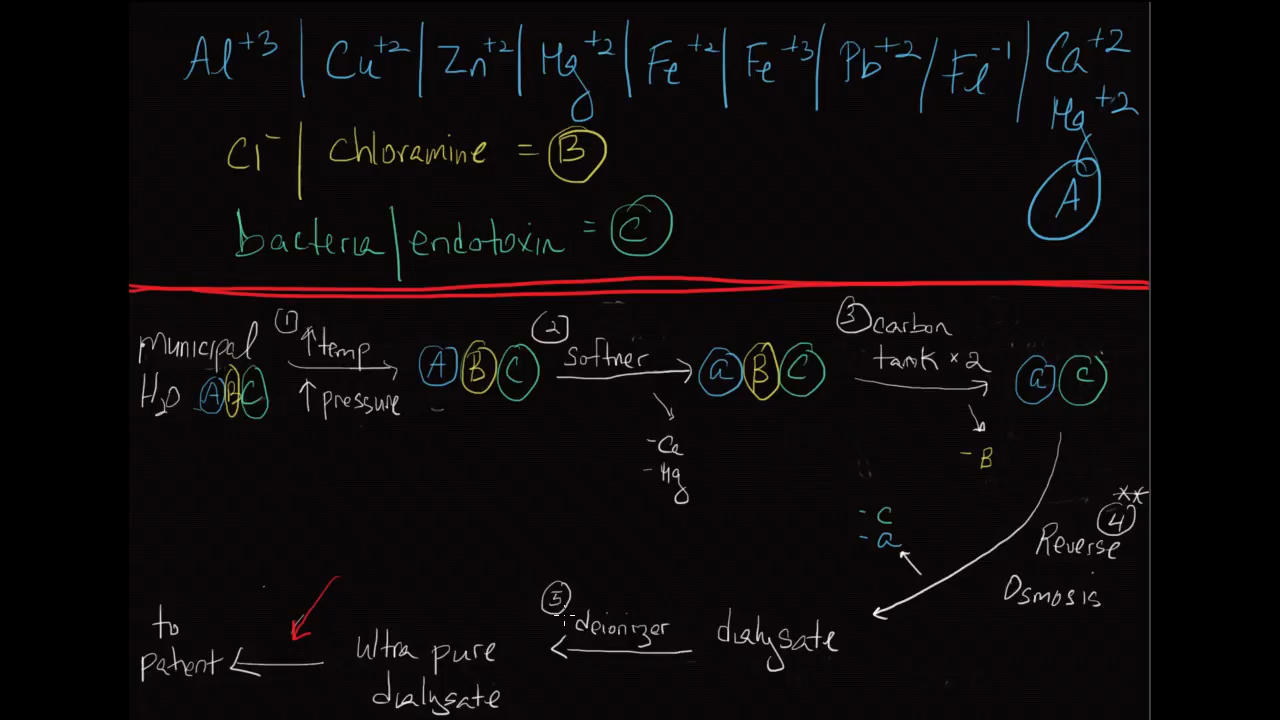 Al+3 | Cu+2 | Zn+2 | Hg+2 | Fe+2 | Fe+3 | Pb+2 / Fl-1 | Ca+2
Mg+2
A
Cl- | chloramine = B
bacteria | endotoxin = C
Municipal
H2O A B C
1 ↑ temp
↑ pressure
A B C
2 Softner
- Ca
- Mg
a B C
3 carbon
tank x 2
- B
a C
4 **
Reverse
Osmosis
- C
- a
dialysate
5 deionizer
ultra pure
dialysate
to
patient